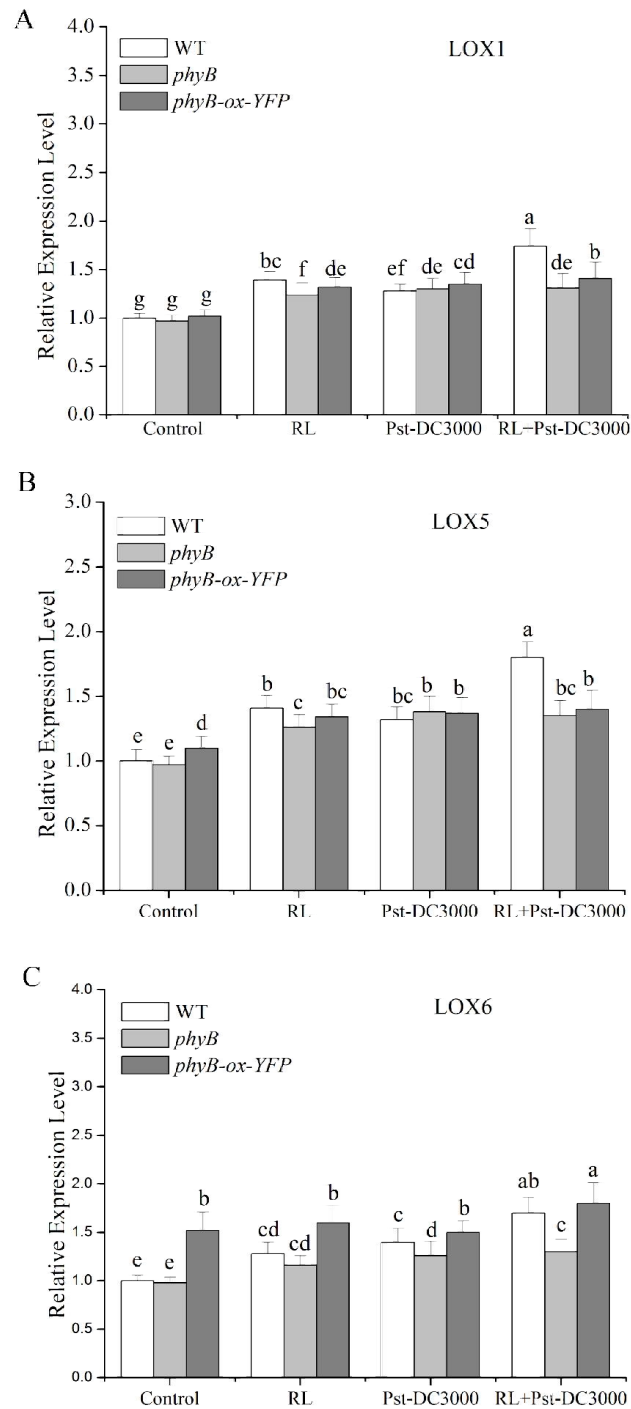 A
LOX1
WT
phyB
phyB-ox-YFP
Relative Expression Level
4.0
3.5
3.0
2.5
2.0
1.5
1.0
0.5
0.0
g g g
bc f de
ef de cd
a de b
Control RL Pst-DC3000 RL−Pst-DC3000
B
LOX5
WT
phyB
phyB-ox-YFP
Relative Expression Level
3.0
2.5
2.0
1.5
1.0
0.5
0.0
e e d
b c bc
bc b b
a bc b
Control RL Pst-DC3000 RL+Pst-DC3000
C
LOX6
WT
phyB
phyB-ox-YFP
Relative Expression Level
4.0
3.5
3.0
2.5
2.0
1.5
1.0
0.5
0.0
e e b
cd cd b
c d b
ab c a
Control RL Pst-DC3000 RL+Pst-DC3000